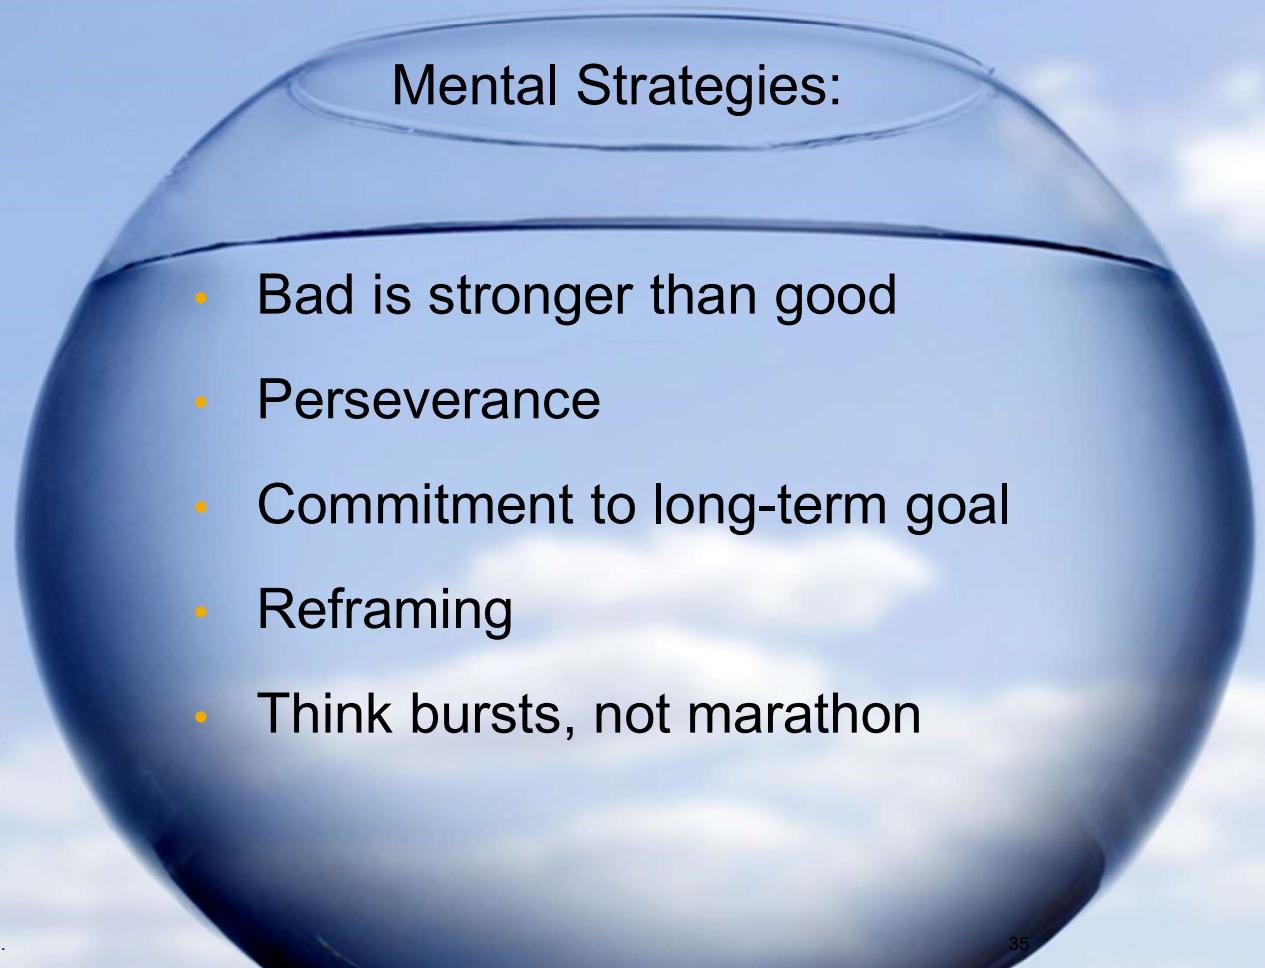 Mental Strategies:
• Bad is stronger than good
• Perseverance
• Commitment to long-term goal
• Reframing
• Think bursts, not marathon
.
35